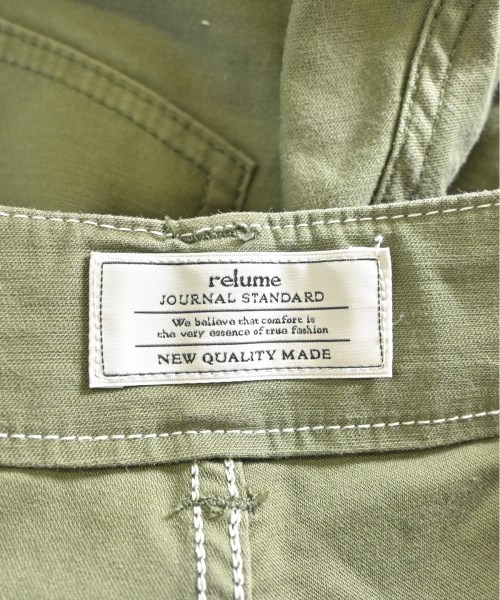 relume
JOURNAL STANDARD
We believe that comfort is
the very essence of true fashion
NEW QUALITY MADE